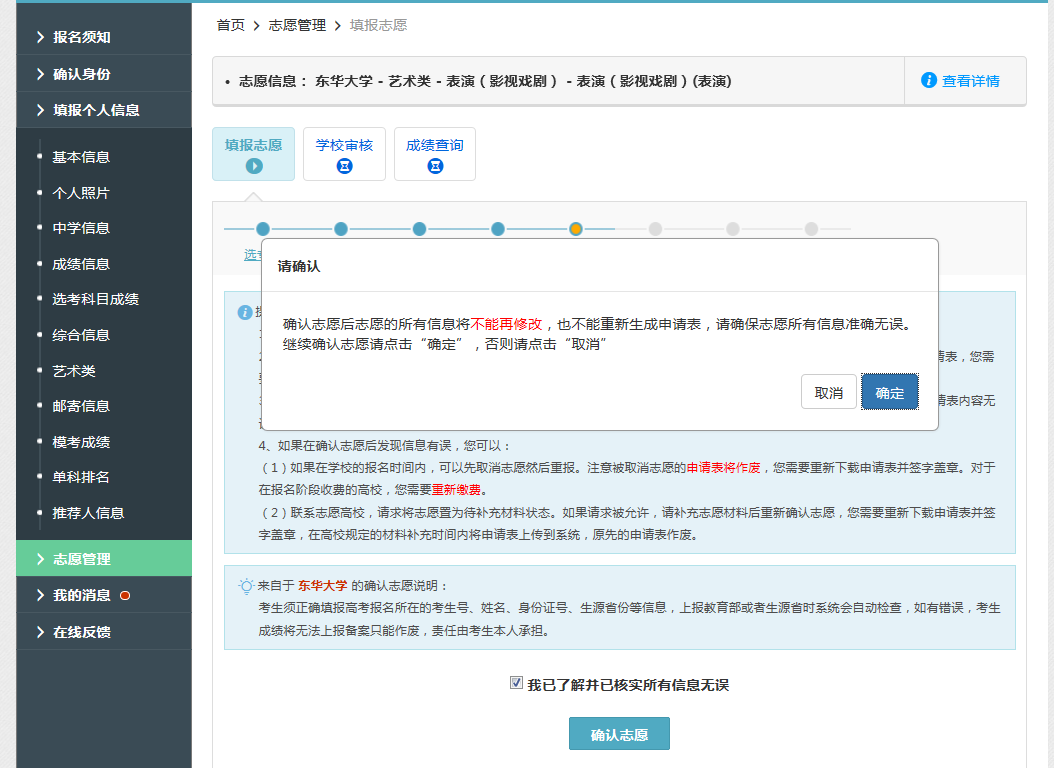 首页 > 志愿管理 > 填报志愿
报名须知
确认身份
填报个人信息
基本信息
个人照片
中学信息
成绩信息
选考科目成绩
综合信息
艺术类
邮寄信息
模考成绩
单科排名
推荐人信息
志愿管理
我的消息
在线反馈
• 志愿信息： 东华大学 - 艺术类 - 表演（影视戏剧） - 表演（影视戏剧）(表演)
查看详情
填报志愿
学校审核
成绩查询
请确认
确认志愿后志愿的所有信息将不能再修改，也不能重新生成申请表，请确保志愿所有信息准确无误。
继续确认志愿请点击“确定”，否则请点击“取消”
取消
确定
请表，您需
请表内容无
4、如果在确认志愿后发现信息有误，您可以：
（1）如果在学校的报名时间内，可以先取消志愿然后重报。注意被取消志愿的申请表将作废，您需要重新下载申请表并签字盖章。对于
在报名阶段收费的高校，您需要重新缴费。
（2）联系志愿高校，请求将志愿置为待补充材料状态。如果请求被允许，请补充志愿材料后重新确认志愿，您需要重新下载申请表并签
字盖章，在高校规定的材料补充时间内将申请表上传到系统，原先的申请表作废。
来自于 东华大学 的确认志愿说明：
考生须正确填报高考报名所在的考生号、姓名、身份证号、生源省份等信息，上报教育部或者生源省时系统会自动检查，如有错误，考生
成绩将无法上报备案只能作废，责任由考生本人承担。
我已了解并已核实所有信息无误
确认志愿